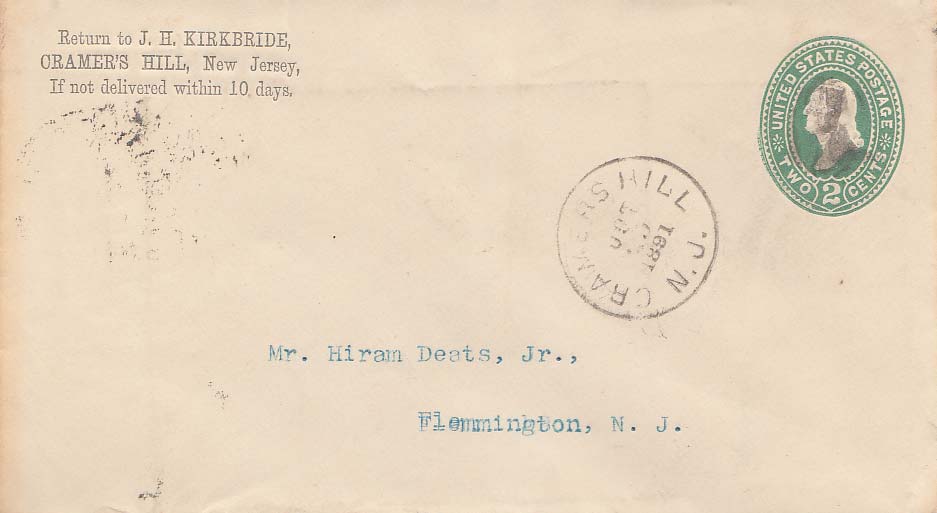 Return to J. H. KIRKBRIDE,
CRAMER'S HILL, New Jersey,
If not delivered within 10 days.
UNITED STATES POSTAGE
TWO 2 CENTS
CRAMERS HILL N.J.
1891
Mr. Hiram Deats, Jr.,
Flemmington, N. J.